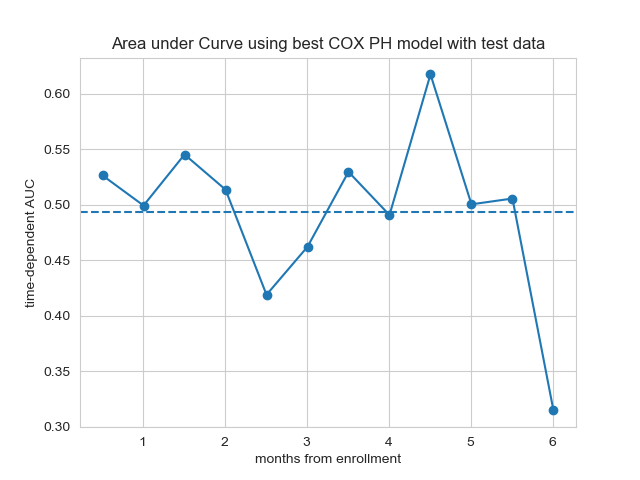 Area under Curve using best COX PH model with test data
time-dependent AUC
0.60
0.55
0.50
0.45
0.40
0.35
0.30
1 2 3 4 5 6
months from enrollment